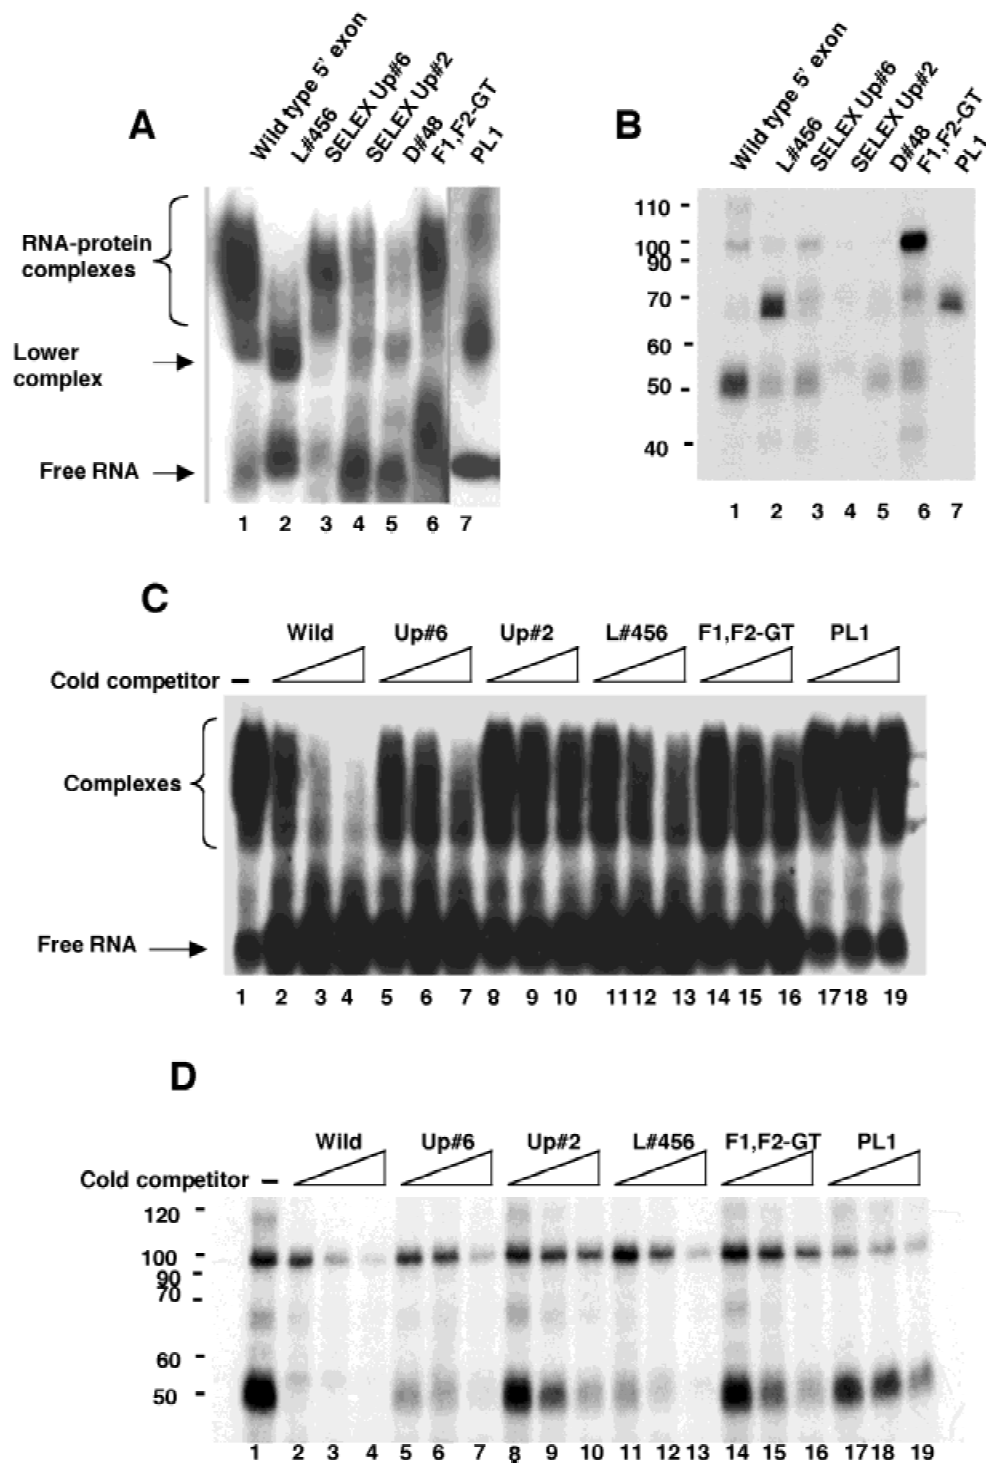 A
Wild type 5' exon
L#456
SELEX Up#6
SELEX Up#2
D#48
F1,F2-GT
PL1
RNA-protein
complexes
Lower
complex
Free RNA
1 2 3 4 5 6 7
B
Wild type 5' exon
L#456
SELEX Up#6
SELEX Up#2
D#48
F1,F2-GT
PL1
110
100
90
70
60
50
40
1 2 3 4 5 6 7
C
Wild Up#6 Up#2 L#456 F1,F2-GT PL1
Cold competitor –
Complexes
Free RNA
1 2 3 4 5 6 7 8 9 10 11 12 13 14 15 16 17 18 19
D
Wild Up#6 Up#2 L#456 F1,F2-GT PL1
Cold competitor –
120
100
90
70
60
50
1 2 3 4 5 6 7 8 9 10 11 12 13 14 15 16 17 18 19